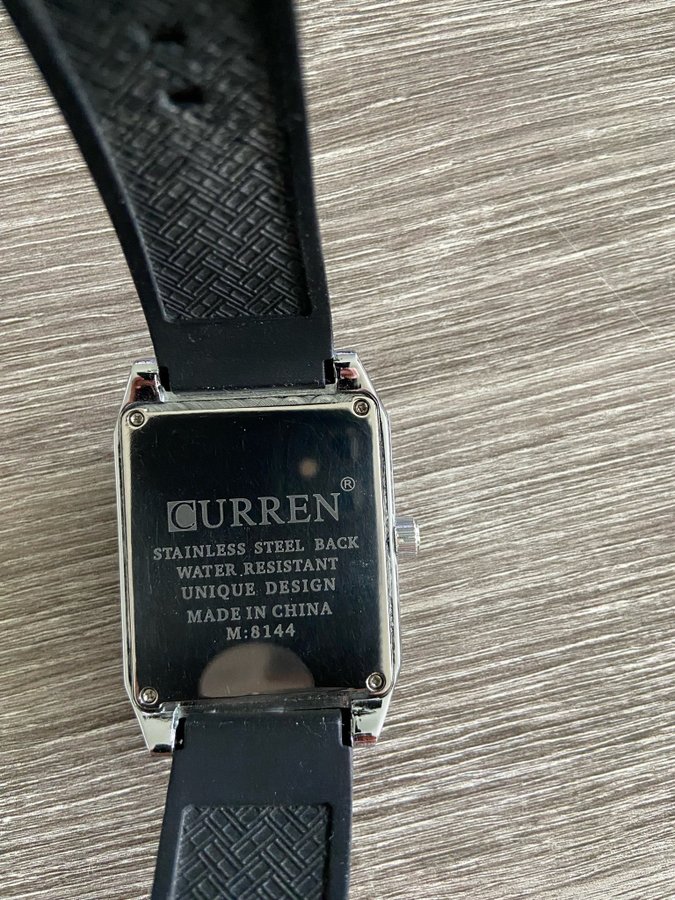 CURREN®
STAINLESS STEEL BACK
WATER RESISTANT
UNIQUE DESIGN
MADE IN CHINA
M:8144